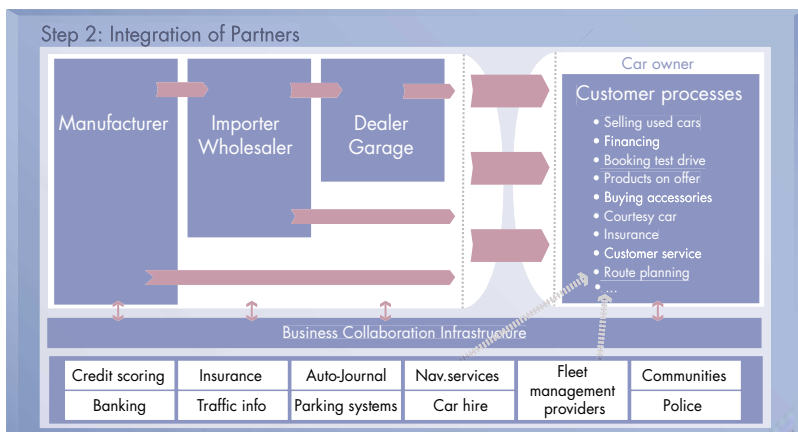 Step 2: Integration of Partners
Car owner
Manufacturer
Importer
Wholesaler
Dealer
Garage
Customer processes
• Selling used cars
• Financing
• Booking test drive
• Products on offer
• Buying accessories
• Courtesy car
• Insurance
• Customer service
• Route planning
• ...
Business Collaboration Infrastructure
Credit scoring
Insurance
Auto-Journal
Nav.services
Fleet
management
providers
Communities
Banking
Traffic info
Parking systems
Car hire
Police